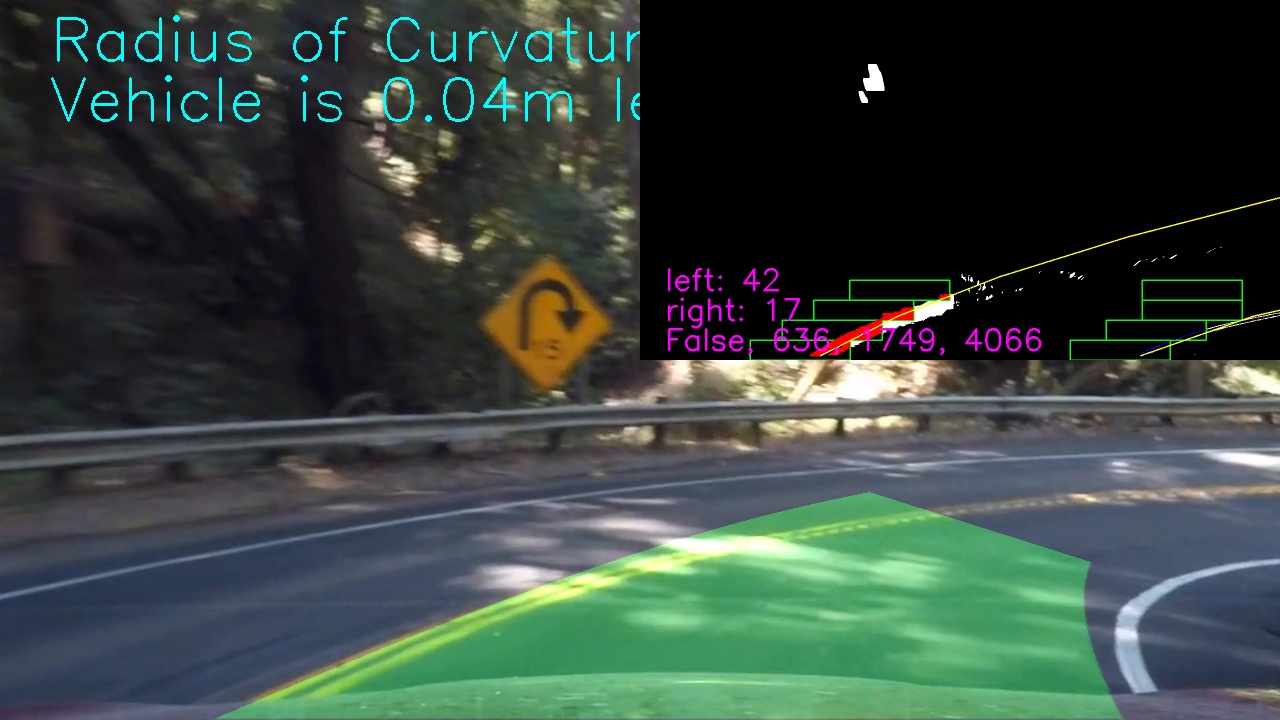 Radius of Curvatur
Vehicle is 0.04m le
left: 42
right: 17
False, 636, 1749, 4066